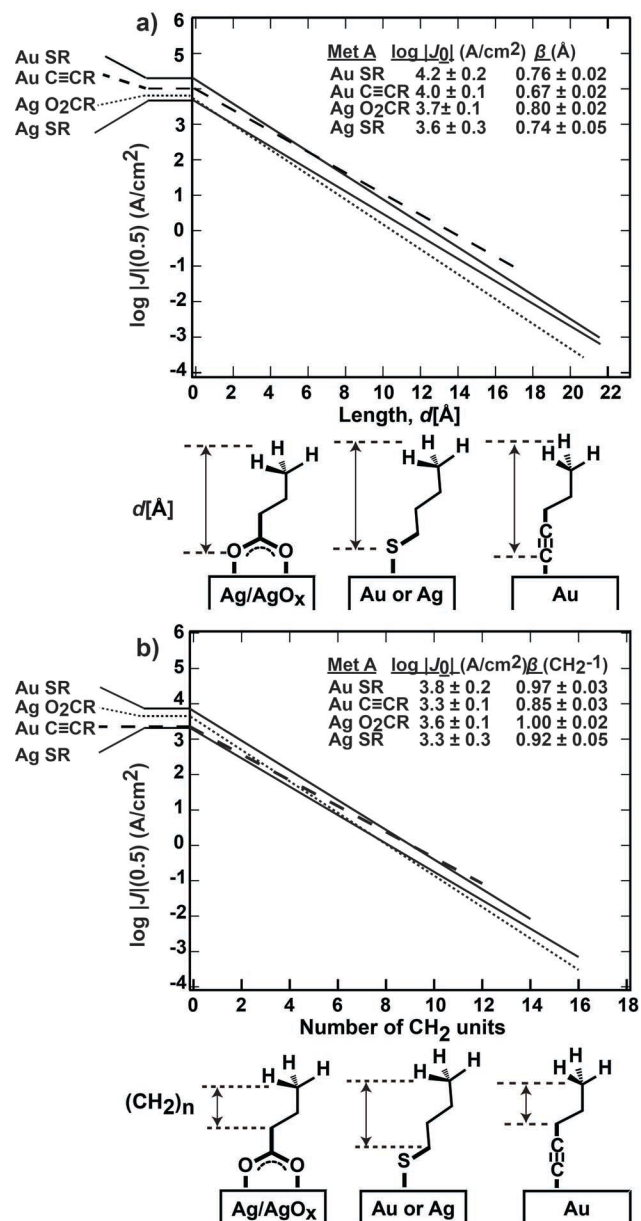 a)
Met A log |J0| (A/cm2) β (Å)
Au SR 4.2 ± 0.2 0.76 ± 0.02
Au C≡CR 4.0 ± 0.1 0.67 ± 0.02
Ag O2CR 3.7± 0.1 0.80 ± 0.02
Ag SR 3.6 ± 0.3 0.74 ± 0.05
Au SR
Au C≡CR
Ag O2CR
Ag SR
log |J|(0.5) (A/cm2)
6
5
4
3
2
1
0
-1
-2
-3
-4
0 2 4 6 8 10 12 14 16 18 20 22
Length, d[Å]
d[Å]
H H H
O O
Ag/AgOx
H H H
S
Au or Ag
H H H
C
C
Au
b)
Met A log |J0| (A/cm2) β (CH2-1)
Au SR 3.8 ± 0.2 0.97 ± 0.03
Au C≡CR 3.3 ± 0.1 0.85 ± 0.03
Ag O2CR 3.6 ± 0.1 1.00 ± 0.02
Ag SR 3.3 ± 0.3 0.92 ± 0.05
Au SR
Ag O2CR
Au C≡CR
Ag SR
log |J|(0.5) (A/cm2)
6
5
4
3
2
1
0
-1
-2
-3
-4
0 2 4 6 8 10 12 14 16 18
Number of CH2 units
(CH2)n
H H H
O O
Ag/AgOx
H H H
S
Au or Ag
H H H
C
C
Au